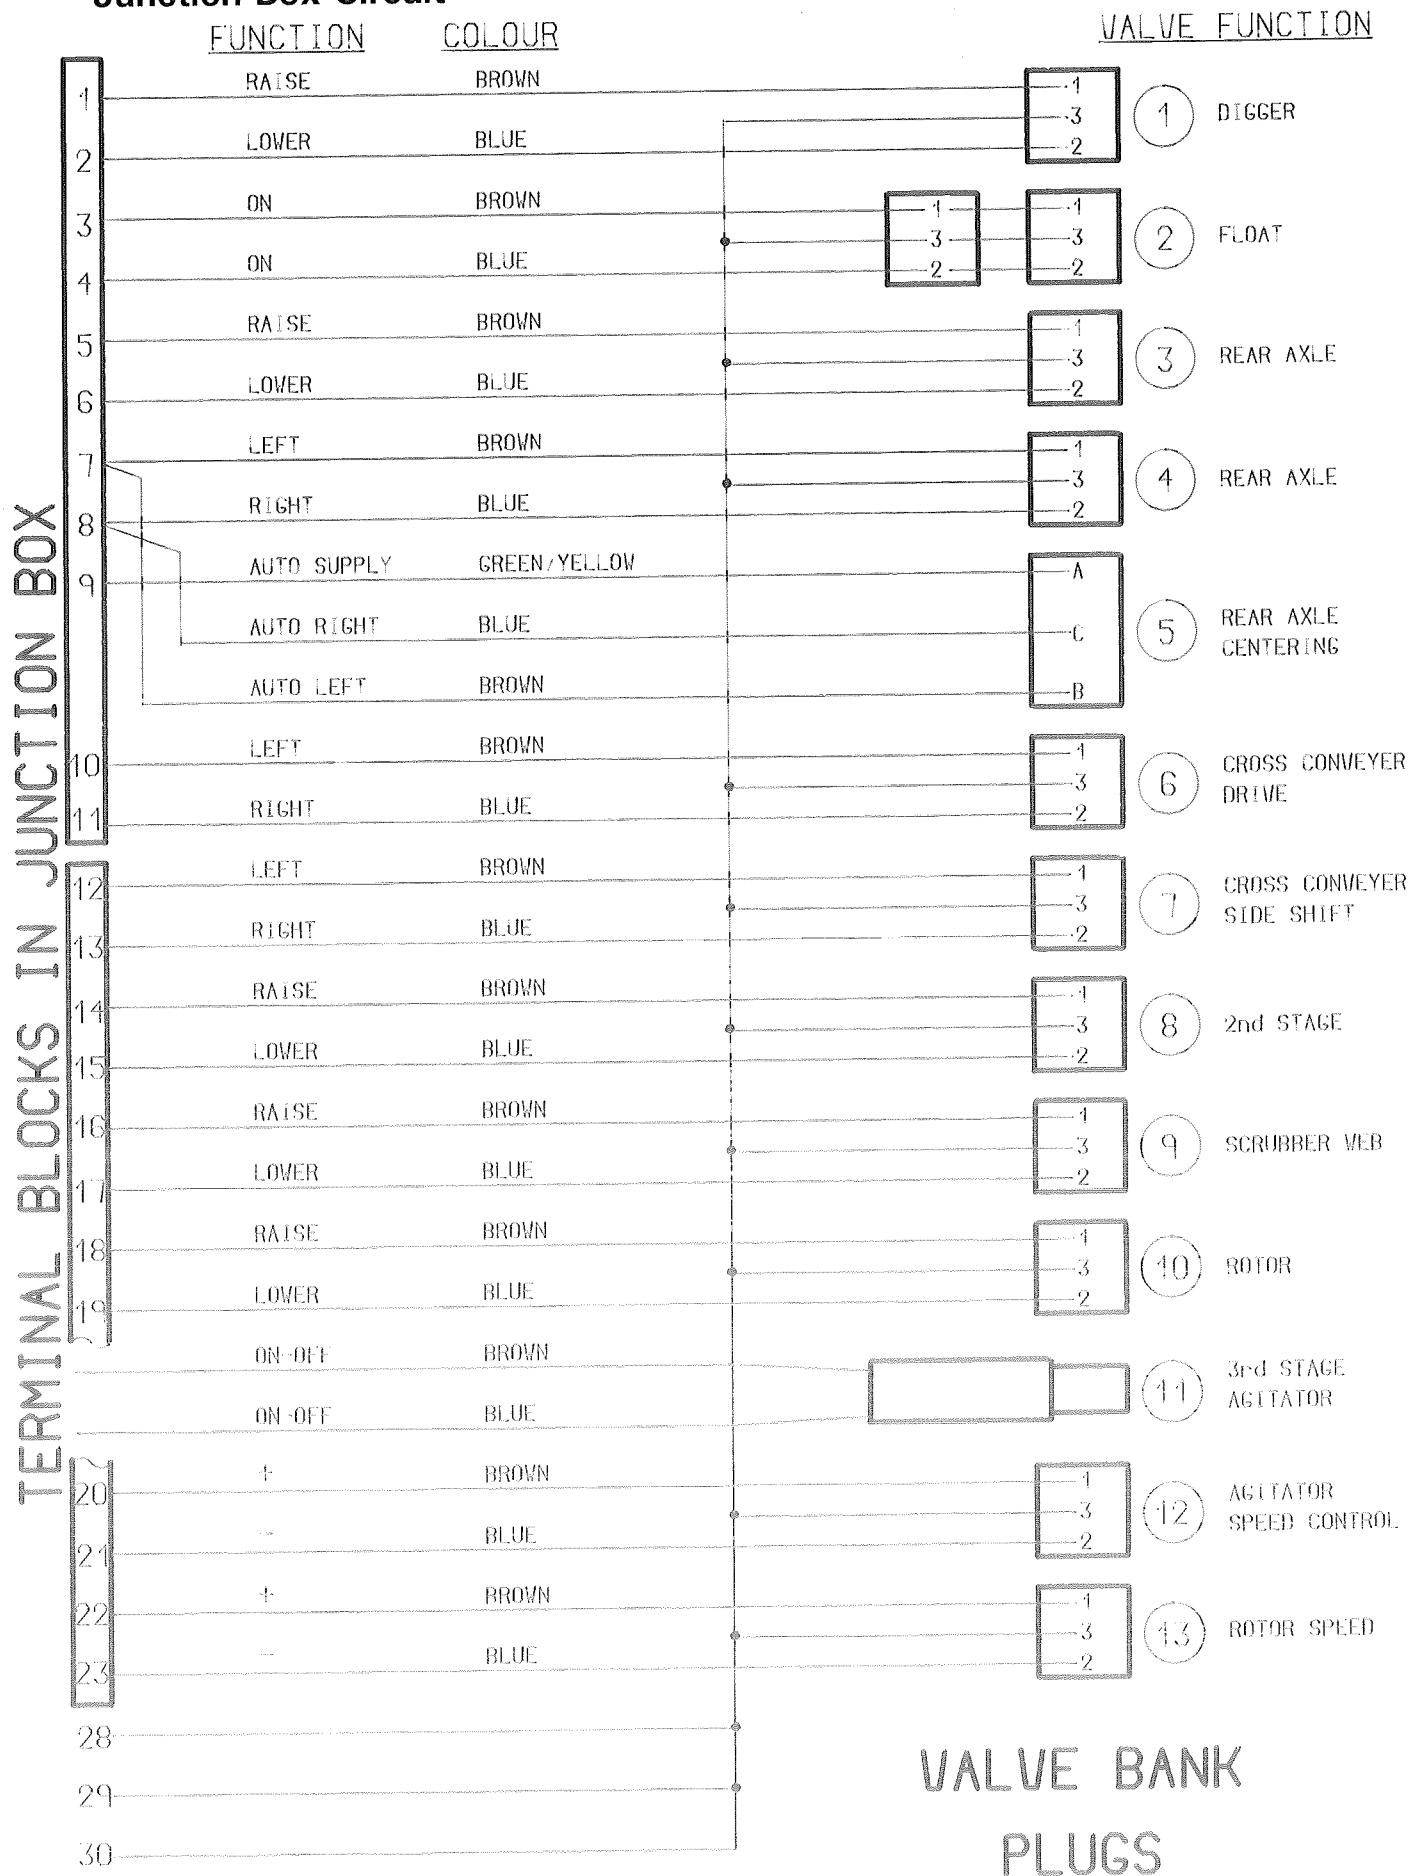 Junction Box Circuit
FUNCTION COLOUR VALVE FUNCTION
TERMINAL BLOCKS IN JUNCTION BOX
1 RAISE BROWN 1
3 1 DIGGER
2 LOWER BLUE 2
3 ON BROWN 1 1
3 3 2 FLOAT
4 ON BLUE 2 2
5 RAISE BROWN 1
3 3 REAR AXLE
6 LOWER BLUE 2
7 LEFT BROWN 1
3 4 REAR AXLE
8 RIGHT BLUE 2
9 AUTO SUPPLY GREEN/YELLOW A
AUTO RIGHT BLUE C 5 REAR AXLE
CENTERING
AUTO LEFT BROWN B
10 LEFT BROWN 1
3 6 CROSS CONVEYER
DRIVE
11 RIGHT BLUE 2
12 LEFT BROWN 1
3 7 CROSS CONVEYER
SIDE SHIFT
13 RIGHT BLUE 2
14 RAISE BROWN 1
3 8 2nd STAGE
15 LOWER BLUE 2
16 RAISE BROWN 1
3 9 SCRUBBER WEB
17 LOWER BLUE 2
18 RAISE BROWN 1
3 10 ROTOR
19 LOWER BLUE 2
ON-OFF BROWN
11 3rd STAGE
AGITATOR
ON-OFF BLUE
20 + BROWN 1
3 12 AGITATOR
SPEED CONTROL
21 - BLUE 2
22 + BROWN 1
3 13 ROTOR SPEED
23 - BLUE 2
28
29
30
VALVE BANK
PLUGS